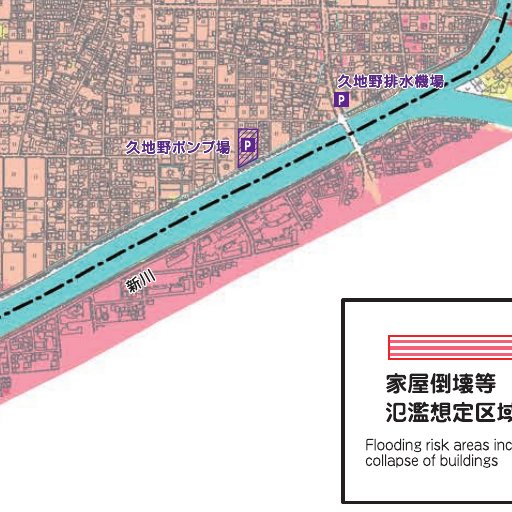 久地野排水機場
P
久地野ポンプ場
P
新川
家屋倒壊等
氾濫想定区域
Flooding risk areas inc
collapse of buildings